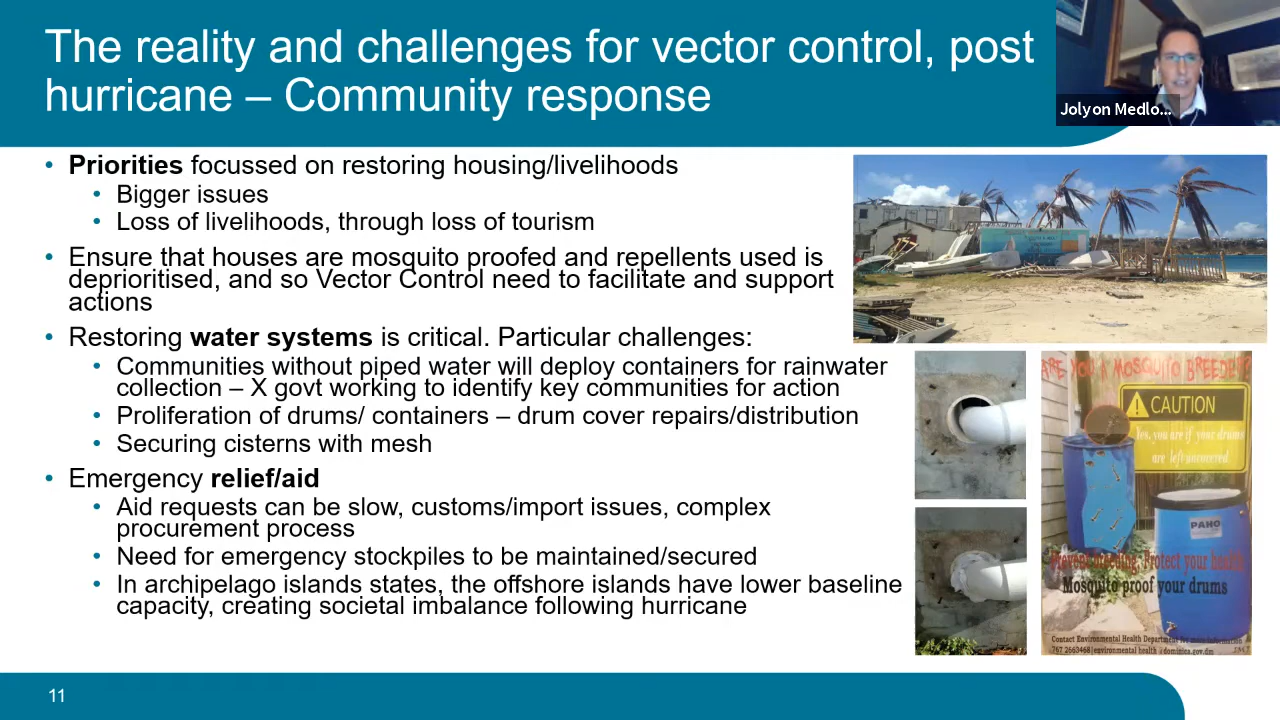 The reality and challenges for vector control, post
hurricane – Community response
Jolyon Medlo...
• Priorities focussed on restoring housing/livelihoods
• Bigger issues
• Loss of livelihoods, through loss of tourism
• Ensure that houses are mosquito proofed and repellents used is
deprioritised, and so Vector Control need to facilitate and support
actions
• Restoring water systems is critical. Particular challenges:
• Communities without piped water will deploy containers for rainwater
collection – X govt working to identify key communities for action
• Proliferation of drums/ containers – drum cover repairs/distribution
• Securing cisterns with mesh
• Emergency relief/aid
• Aid requests can be slow, customs/import issues, complex
procurement process
• Need for emergency stockpiles to be maintained/secured
• In archipelago islands states, the offshore islands have lower baseline
capacity, creating societal imbalance following hurricane
ARE YOU A MOSQUITO BREEDER?
CAUTION
Yes, you are if your drums
are left uncovered.
PAHO
Prevent breeding, Protect your health
Mosquito proof your drums
Contact Environmental Health Department for more information
767 2663468|environmental health @dominica.gov.dm
11